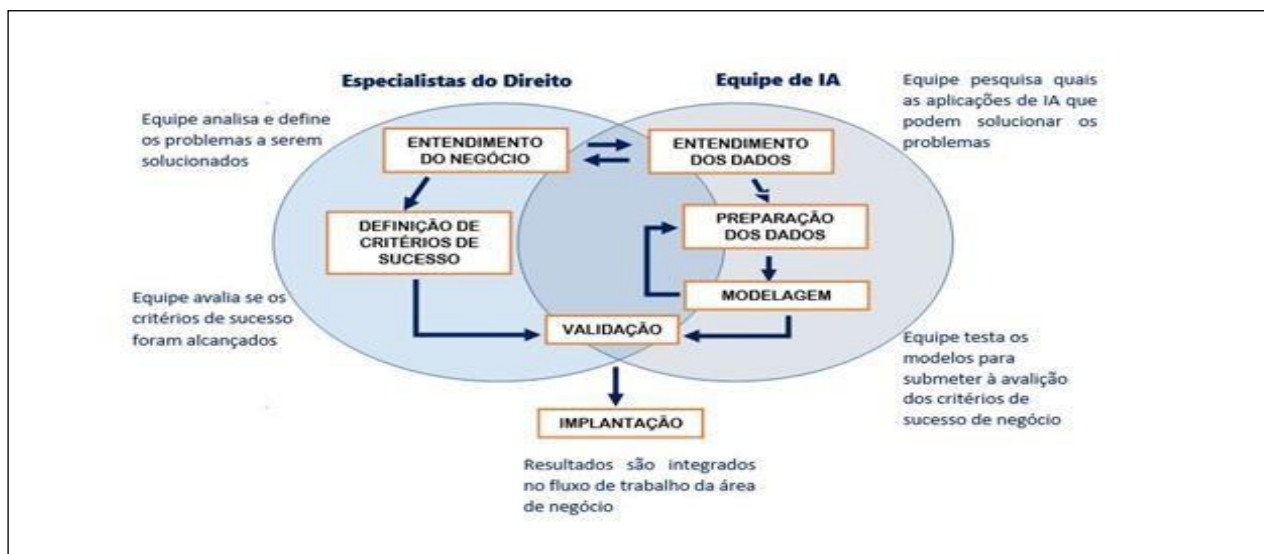 Especialistas do Direito
Equipe de IA
Equipe analisa e define
os problemas a serem
solucionados
Equipe pesquisa quais
as aplicações de IA que
podem solucionar os
problemas
ENTENDIMENTO
DO NEGÓCIO
ENTENDIMENTO
DOS DADOS
DEFINIÇÃO DE
CRITÉRIOS DE
SUCESSO
PREPARAÇÃO
DOS DADOS
MODELAGEM
Equipe avalia se os
critérios de sucesso
foram alcançados
VALIDAÇÃO
Equipe testa os
modelos para
submeter à avalição
dos critérios de
sucesso de negócio
IMPLANTAÇÃO
Resultados são integrados
no fluxo de trabalho da área
de negócio